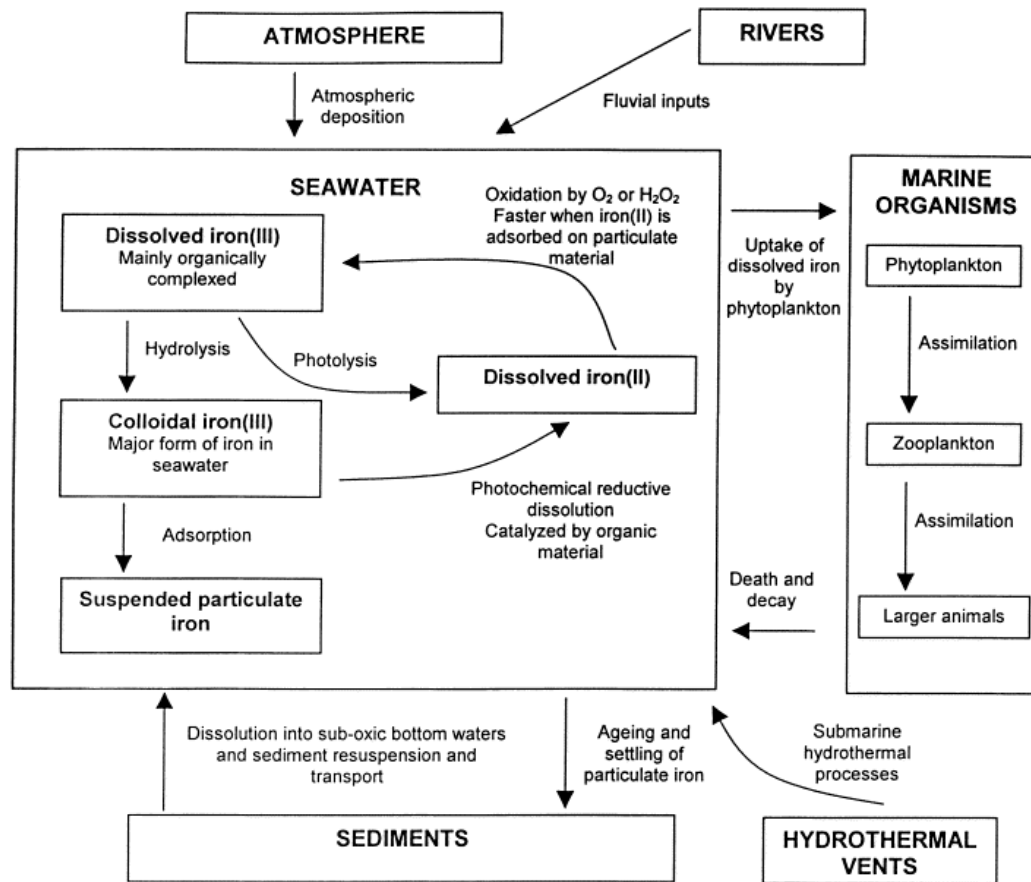 ATMOSPHERE
RIVERS
Atmospheric
deposition
Fluvial inputs
SEAWATER
Oxidation by O₂ or H₂O₂
Faster when iron(II) is
adsorbed on particulate
material
Dissolved iron(III)
Mainly organically
complexed
Hydrolysis
Photolysis
Dissolved iron(II)
Colloidal iron(III)
Major form of iron in
seawater
Photochemical reductive
dissolution
Catalyzed by organic
material
Adsorption
Suspended particulate
iron
Uptake of
dissolved iron
by
phytoplankton
MARINE
ORGANISMS
Phytoplankton
Assimilation
Zooplankton
Assimilation
Larger animals
Death and
decay
Dissolution into sub-oxic bottom waters
and sediment resuspension and
transport
Ageing and
settling of
particulate iron
Submarine
hydrothermal
processes
SEDIMENTS
HYDROTHERMAL
VENTS